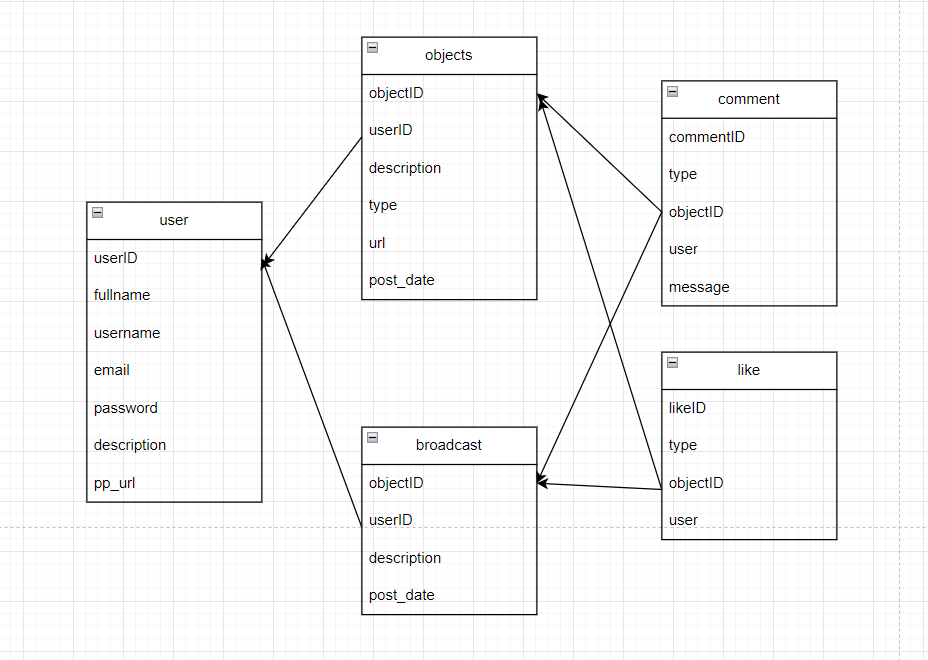 objects
objectID
userID
description
type
url
post_date
comment
commentID
type
objectID
user
message
user
userID
fullname
username
email
password
description
pp_url
like
likeID
type
objectID
user
broadcast
objectID
userID
description
post_date